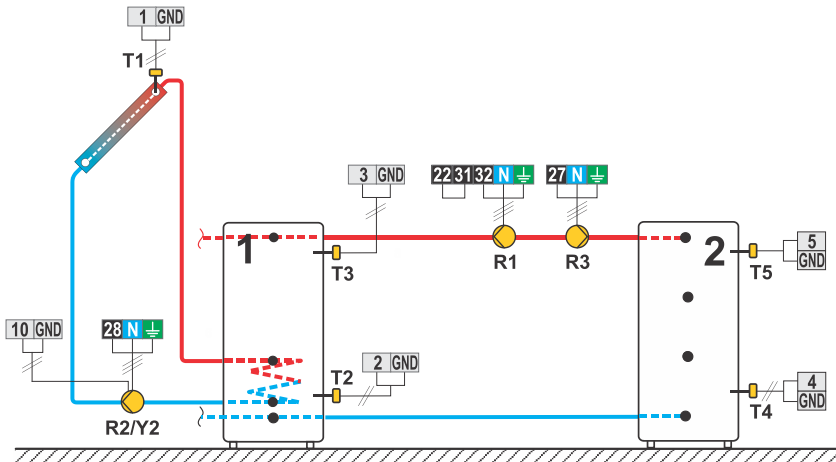 1 GND
T1
3 GND
22 31 32 N
27 N
1
2
5
GND
R1
R3
T3
T5
10 GND
28 N
2 GND
T2
4
GND
T4
R2/Y2